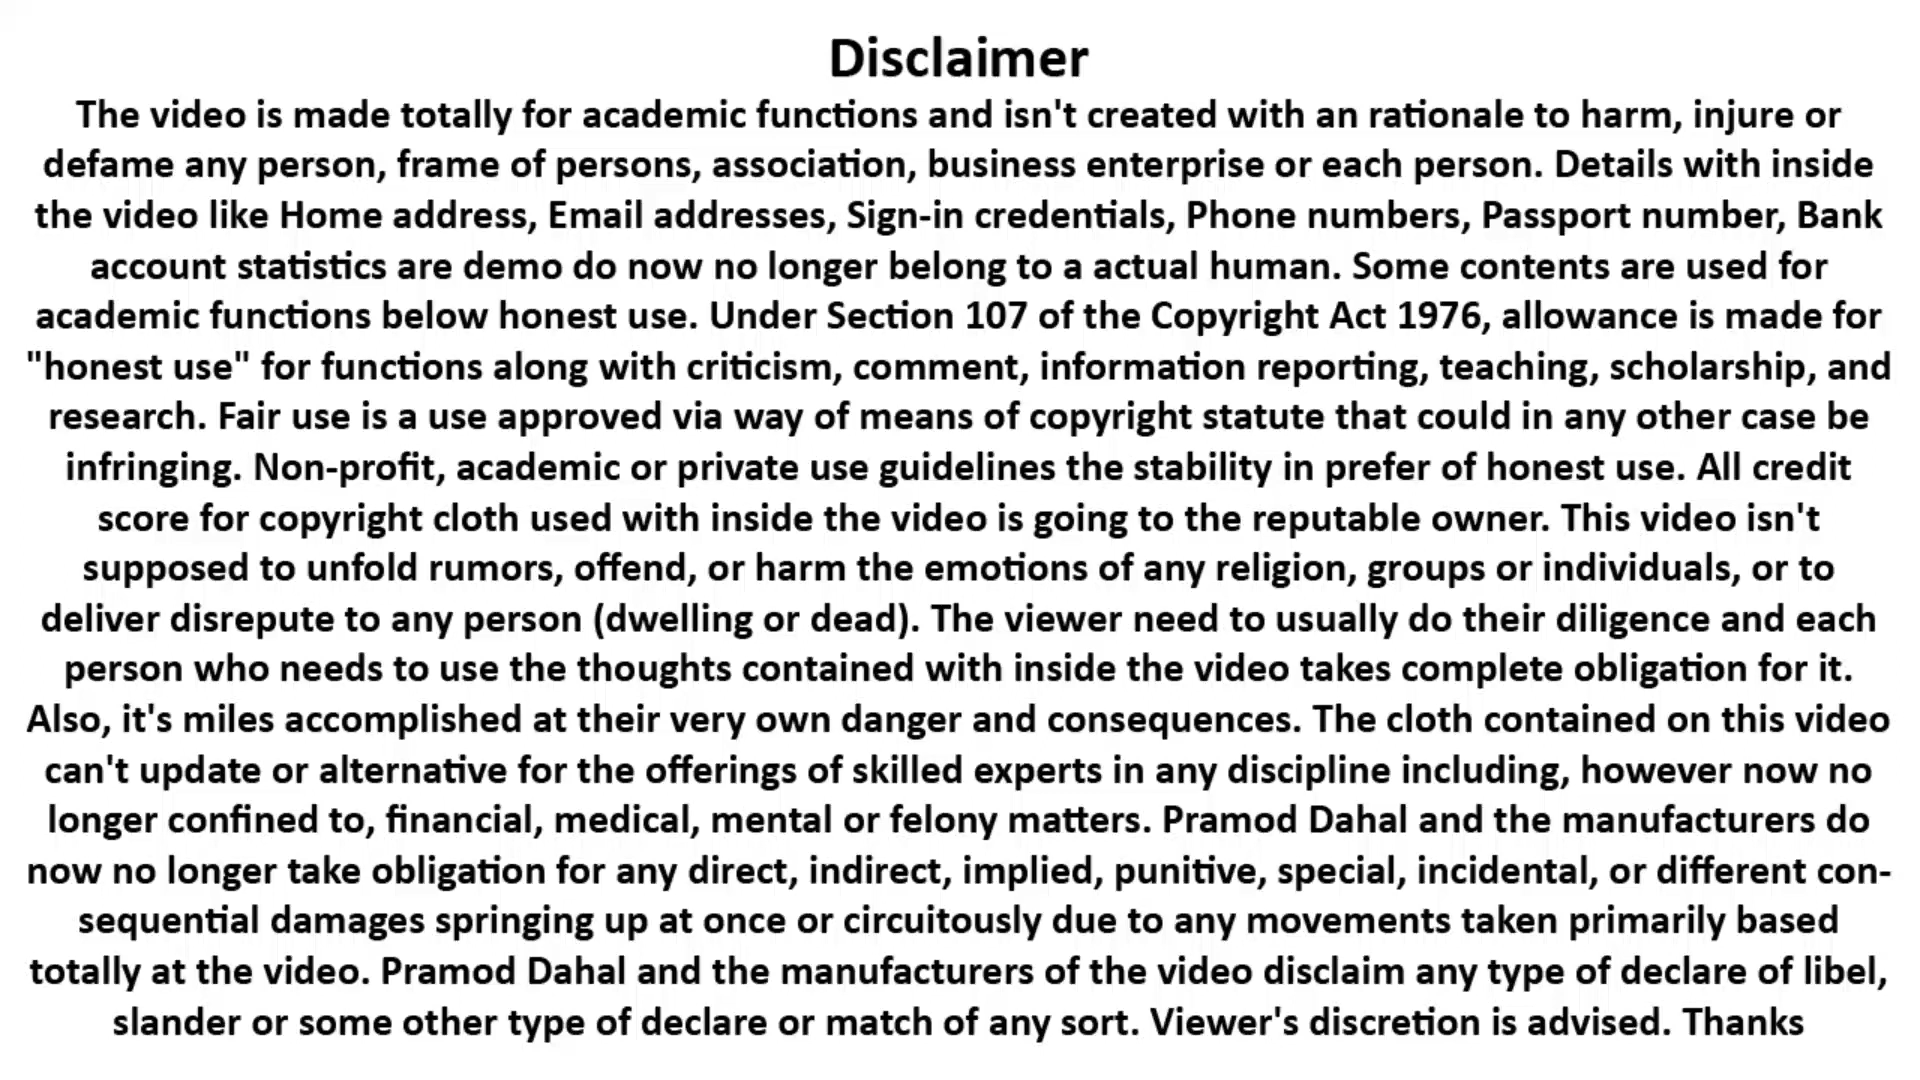 Disclaimer
The video is made totally for academic functions and isn't created with an rationale to harm, injure or
defame any person, frame of persons, association, business enterprise or each person. Details with inside
the video like Home address, Email addresses, Sign-in credentials, Phone numbers, Passport number, Bank
account statistics are demo do now no longer belong to a actual human. Some contents are used for
academic functions below honest use. Under Section 107 of the Copyright Act 1976, allowance is made for
"honest use" for functions along with criticism, comment, information reporting, teaching, scholarship, and
research. Fair use is a use approved via way of means of copyright statute that could in any other case be
infringing. Non-profit, academic or private use guidelines the stability in prefer of honest use. All credit
score for copyright cloth used with inside the video is going to the reputable owner. This video isn't
supposed to unfold rumors, offend, or harm the emotions of any religion, groups or individuals, or to
deliver disrepute to any person (dwelling or dead). The viewer need to usually do their diligence and each
person who needs to use the thoughts contained with inside the video takes complete obligation for it.
Also, it's miles accomplished at their very own danger and consequences. The cloth contained on this video
can't update or alternative for the offerings of skilled experts in any discipline including, however now no
longer confined to, financial, medical, mental or felony matters. Pramod Dahal and the manufacturers do
now no longer take obligation for any direct, indirect, implied, punitive, special, incidental, or different con-
sequential damages springing up at once or circuitously due to any movements taken primarily based
totally at the video. Pramod Dahal and the manufacturers of the video disclaim any type of declare of libel,
slander or some other type of declare or match of any sort. Viewer's discretion is advised. Thanks